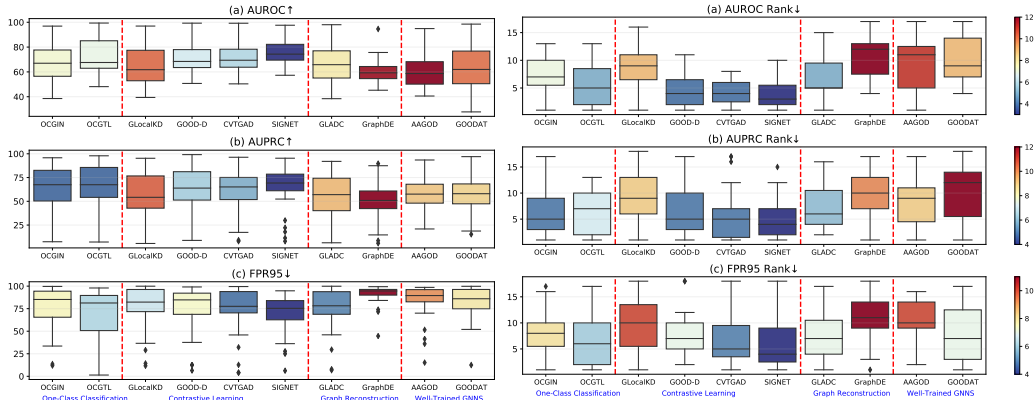 (a) AUROC↑
100
80
60
40
OCGIN OCGTL GLocalKD GOOD-D CVTGAD SIGNET GLADC GraphDE AAGOD GOODAT
(b) AUPRC↑
100
75
50
25
OCGIN OCGTL GLocalKD GOOD-D CVTGAD SIGNET GLADC GraphDE AAGOD GOODAT
(c) FPR95↓
100
75
50
25
0
OCGIN OCGTL GLocalKD GOOD-D CVTGAD SIGNET GLADC GraphDE AAGOD GOODAT
One-Class Classification Contrastive Learning Graph Reconstruction Well-Trained GNNS
(a) AUROC Rank↓
15
10
5
OCGIN OCGTL GLocalKD GOOD-D CVTGAD SIGNET GLADC GraphDE AAGOD GOODAT
12
10
8
6
4
(b) AUPRC Rank↓
15
10
5
OCGIN OCGTL GLocalKD GOOD-D CVTGAD SIGNET GLADC GraphDE AAGOD GOODAT
12
10
8
6
4
(c) FPR95 Rank↓
15
10
5
OCGIN OCGTL GLocalKD GOOD-D CVTGAD SIGNET GLADC GraphDE AAGOD GOODAT
10
8
6
4
One-Class Classification Contrastive Learning Graph Reconstruction Well-Trained GNNS